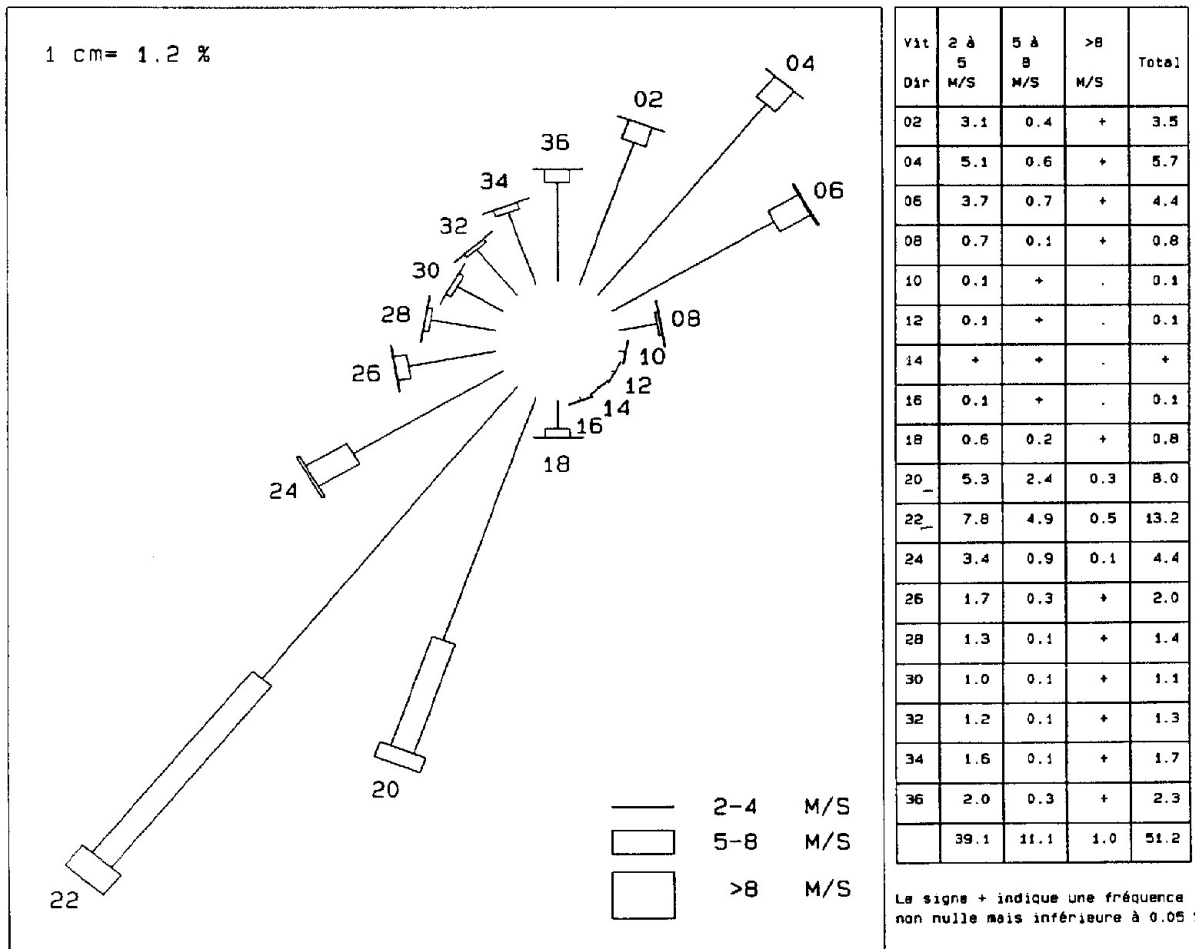 1 cm= 1.2 %
04
02
36
06
34
32
30
28
08
26
10
12
14
16
18
24
20
22
2-4 M/S
5-8 M/S
>8 M/S
Vit 2 à 5 à >8 Total
5 8
Dir M/S M/S M/S
02 3.1 0.4 + 3.5
04 5.1 0.6 + 5.7
06 3.7 0.7 + 4.4
08 0.7 0.1 + 0.8
10 0.1 + . 0.1
12 0.1 + . 0.1
14 + + . +
16 0.1 + . 0.1
18 0.6 0.2 + 0.8
20 5.3 2.4 0.3 8.0
22 7.8 4.9 0.5 13.2
24 3.4 0.9 0.1 4.4
26 1.7 0.3 + 2.0
28 1.3 0.1 + 1.4
30 1.0 0.1 + 1.1
32 1.2 0.1 + 1.3
34 1.6 0.1 + 1.7
36 2.0 0.3 + 2.3
39.1 11.1 1.0 51.2
Le signe + indique une fréquence
non nulle mais inférieure à 0.05